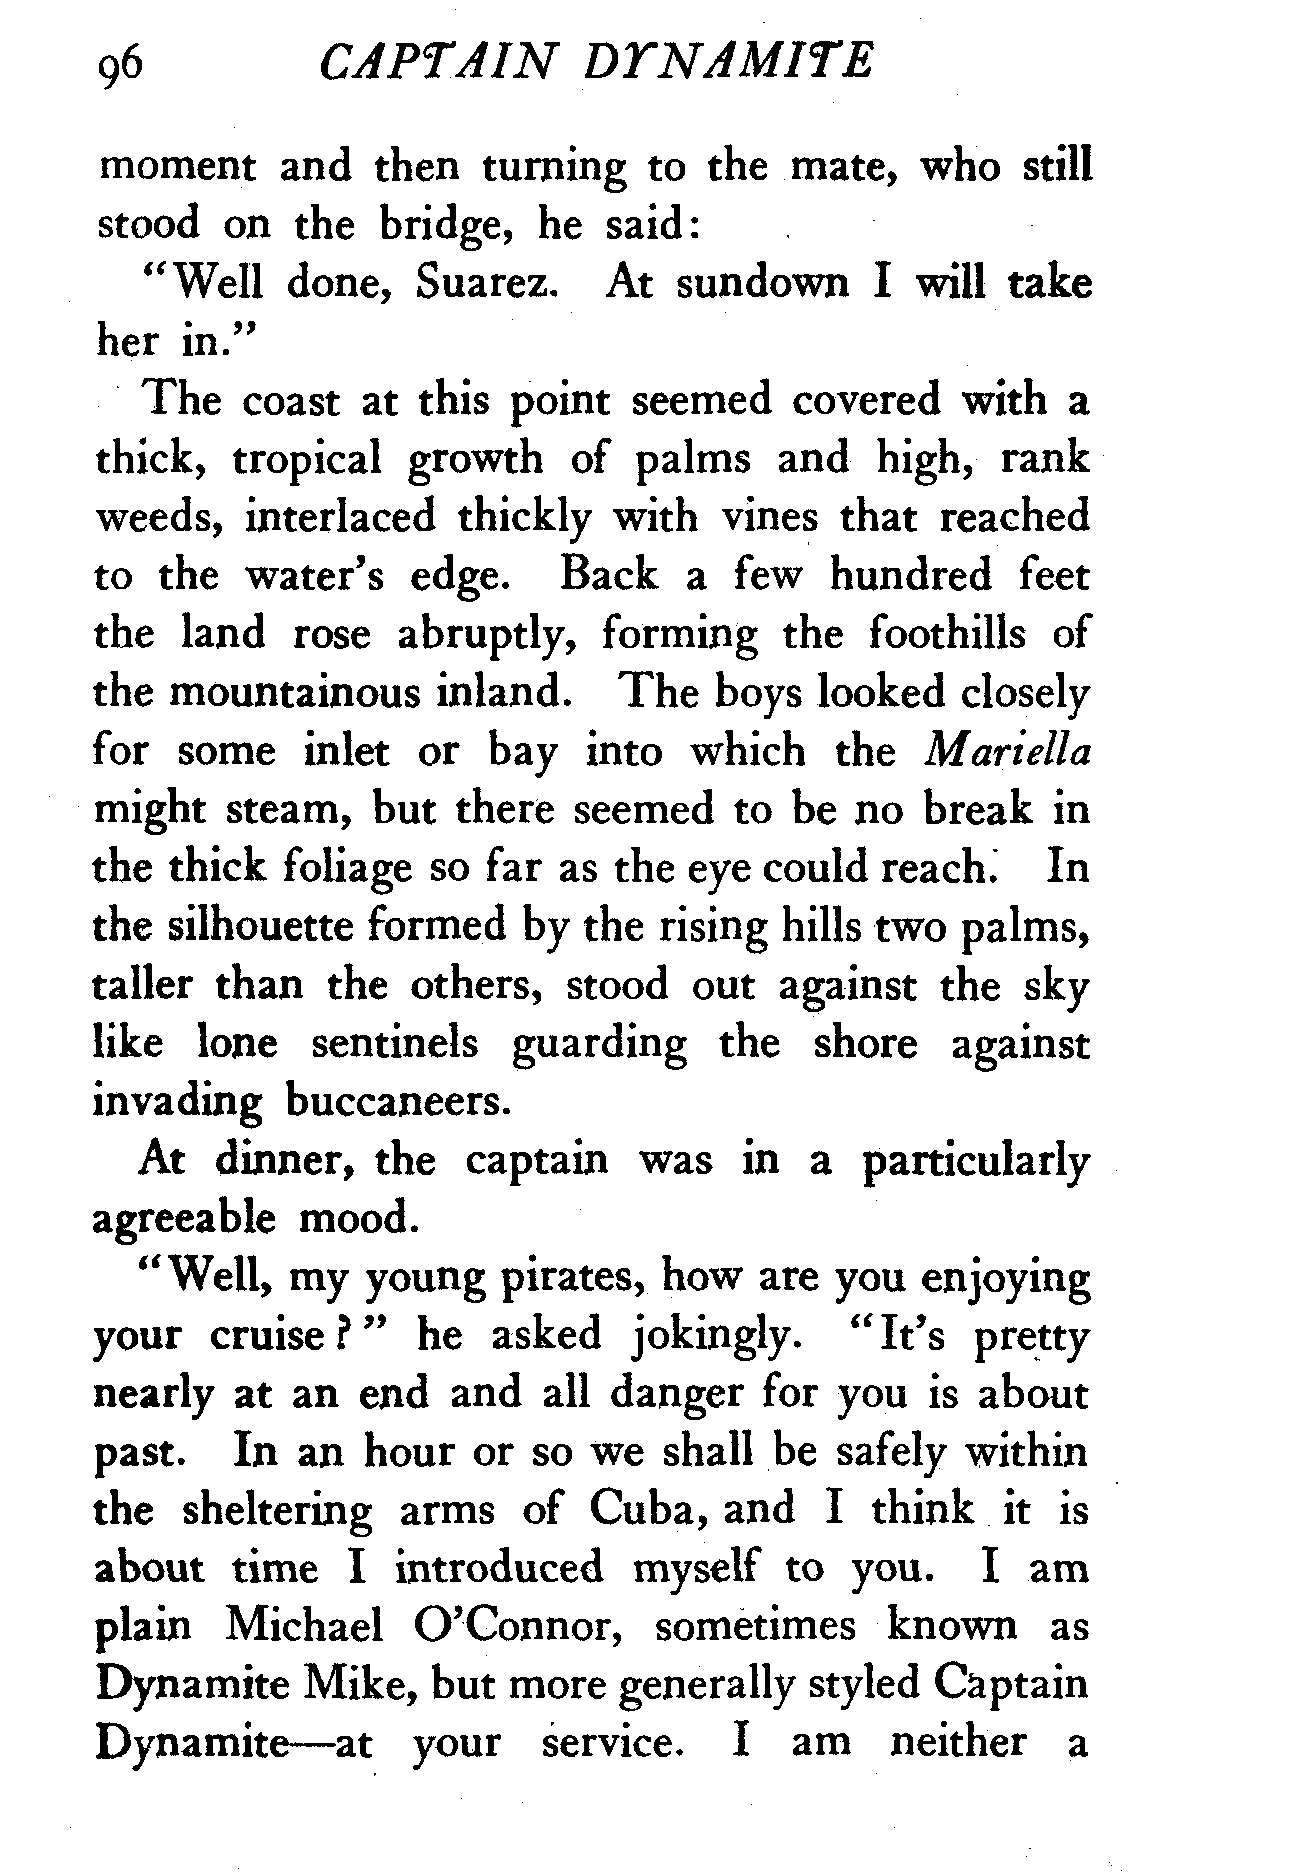 96 CAPTAIN DYNAMITE
moment and then turning to the mate, who still
stood on the bridge, he said:
"Well done, Suarez. At sundown I will take
her in."
The coast at this point seemed covered with a
thick, tropical growth of palms and high, rank
weeds, interlaced thickly with vines that reached
to the water's edge. Back a few hundred feet
the land rose abruptly, forming the foothills of
the mountainous inland. The boys looked closely
for some inlet or bay into which the Mariella
might steam, but there seemed to be no break in
the thick foliage so far as the eye could reach. In
the silhouette formed by the rising hills two palms,
taller than the others, stood out against the sky
like lone sentinels guarding the shore against
invading buccaneers.
At dinner, the captain was in a particularly
agreeable mood.
"Well, my young pirates, how are you enjoying
your cruise?" he asked jokingly. "It's pretty
nearly at an end and all danger for you is about
past. In an hour or so we shall be safely within
the sheltering arms of Cuba, and I think it is
about time I introduced myself to you. I am
plain Michael O'Connor, sometimes known as
Dynamite Mike, but more generally styled Captain
Dynamite—at your service. I am neither a